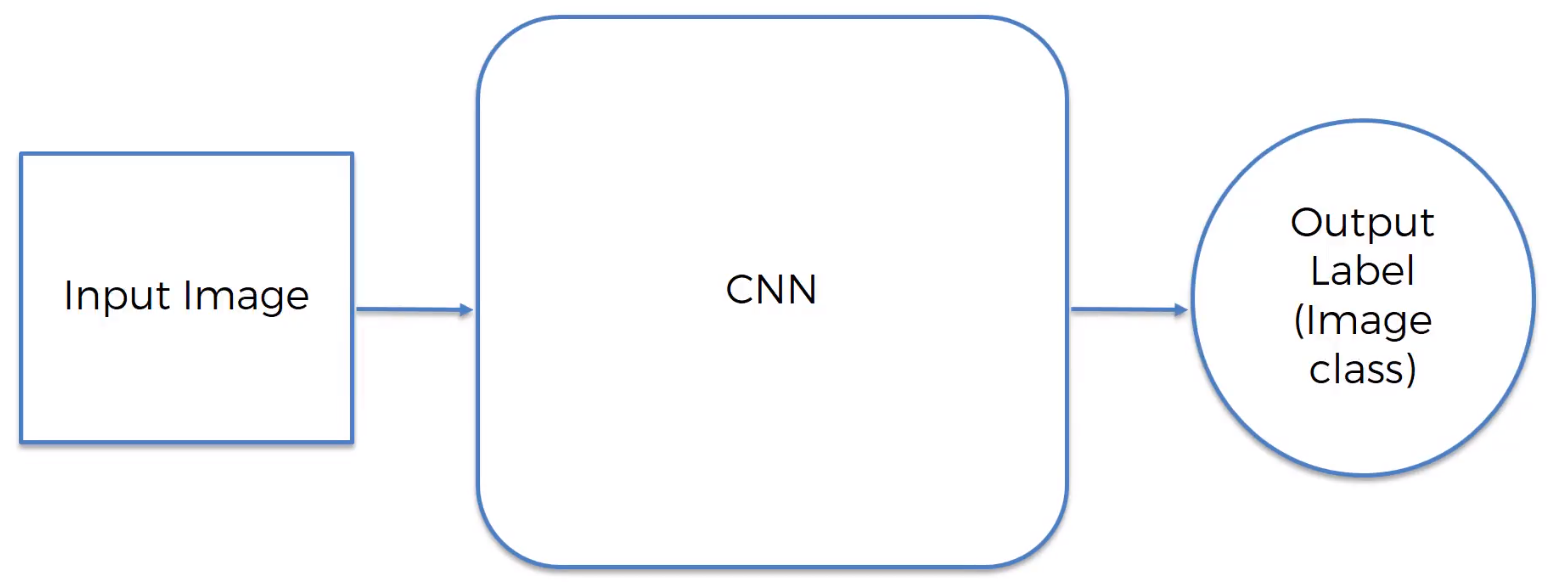 Input Image
CNN
Output
Label
(Image
class)